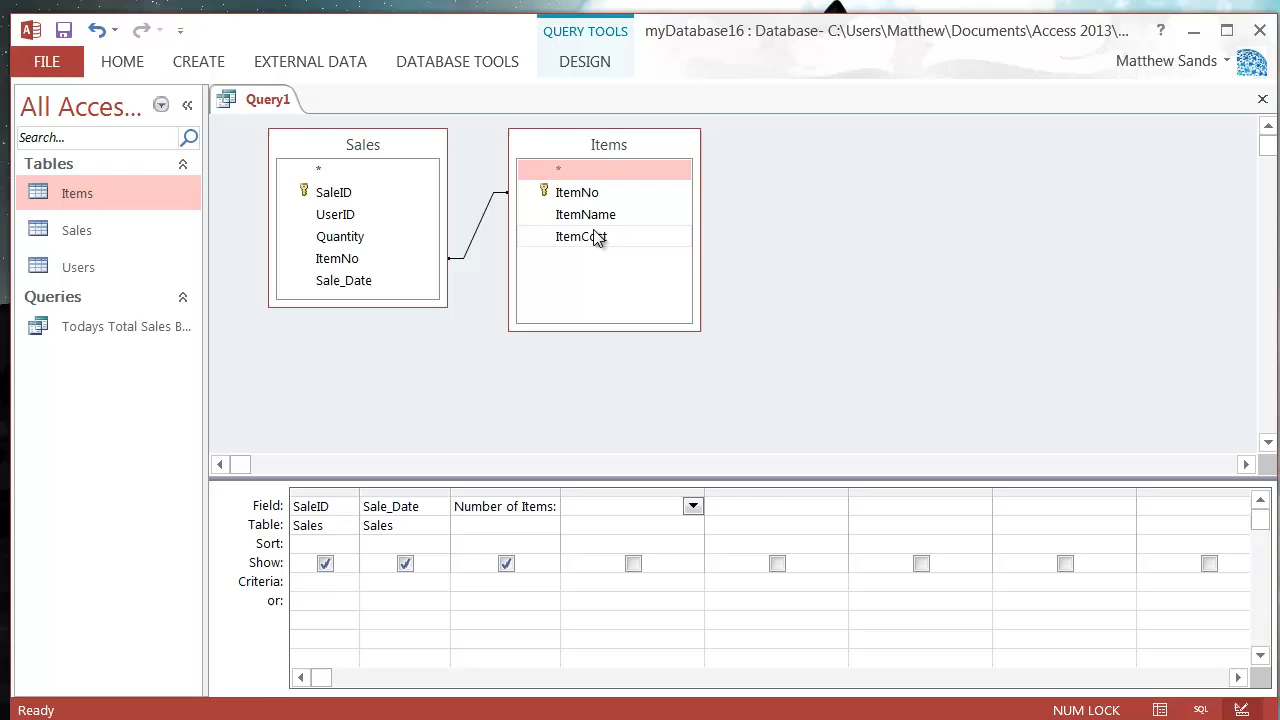 QUERY TOOLS
myDatabase16 : Database- C:\Users\Matthew\Documents\Access 2013\...
?
FILE HOME CREATE EXTERNAL DATA DATABASE TOOLS DESIGN Matthew Sands
All Acces... «
Search...
Tables
Items
Sales
Users
Queries
Todays Total Sales B...
Query1
Sales
*
SaleID
UserID
Quantity
ItemNo
Sale_Date
Items
*
ItemNo
ItemName
ItemCost
Field: SaleID Sale_Date Number of Items:
Table: Sales Sales
Sort:
Show:
Criteria:
or:
Ready NUM LOCK SQL